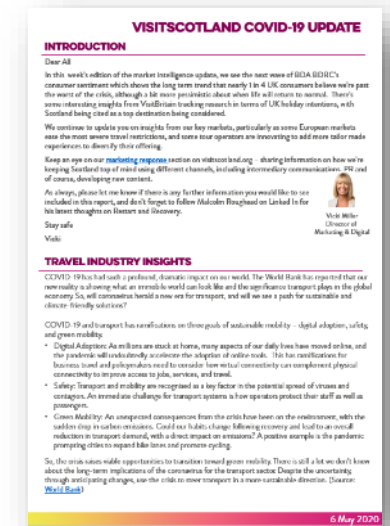 VISITSCOTLAND COVID-19 UPDATE
INTRODUCTION
Dear All
In this week's edition of the market intelligence update, we see the next wave of BDA BDRC's
consumer sentiment which shows the long term trend that nearly 1 in 4 UK consumers believe we're past
the worst of the crisis, although a bit more pessimistic about when life will return to normal. There's
some interesting insights from VisitBritain tracking research in terms of UK holiday intentions, with
Scotland being cited as a top destination being considered.
We continue to update you on insights from our key markets, particularly as some European markets
ease the most severe travel restrictions, and some tour operators are innovating to add more tailor made
experiences to diversify their offering.
Keep an eye on our marketing response section on visitscotland.org – sharing information on how we're
keeping Scotland top of mind using different channels, including intermediary communications, PR and
of course, developing new content.
As always, please let me know if there is any further information you would like to see
included in this report, and don't forget to follow Malcolm Roughead on Linked In for
his latest thoughts on Restart and Recovery.
Stay safe
Vicki
Vicki Miller
Director of
Marketing & Digital
TRAVEL INDUSTRY INSIGHTS
COVID-19 has had such a profound, dramatic impact on our world. The World Bank has reported that our
new reality is showing what an immobile world can look like and the significance transport plays in the global
economy. So, will coronavirus herald a new era for transport, and will we see a push for sustainable and
climate-friendly solutions?
COVID-19 and transport has ramifications on three goals of sustainable mobility – digital adoption, safety,
and green mobility.
• Digital Adoption: As millions are stuck at home, many aspects of our daily lives have moved online, and
the pandemic will undoubtedly accelerate the adoption of online tools. This has ramifications for
business travel and policymakers need to consider how virtual connectivity can complement physical
connectivity to improve access to jobs, services, and travel.
• Safety: Transport and mobility are recognised as a key factor in the potential spread of viruses and
contagion. An immediate challenge for transport systems is how operators protect their staff as well as
passengers.
• Green Mobility: An unexpected consequences from the crisis have been on the environment, with the
sudden drop in carbon emissions. Could our habits change following recovery and lead to an overall
reduction in transport demand, with a direct impact on emissions? A positive example is the pandemic
prompting cities to expand bike lanes and promote cycling.
So, the crisis raises viable opportunities to transition toward green mobility. There is still a lot we don't know
about the long-term implications of the coronavirus for the transport sector. Despite the uncertainty,
through anticipating changes, use the crisis to steer transport in a more sustainable direction. (Source:
World Bank)
6 May 2020